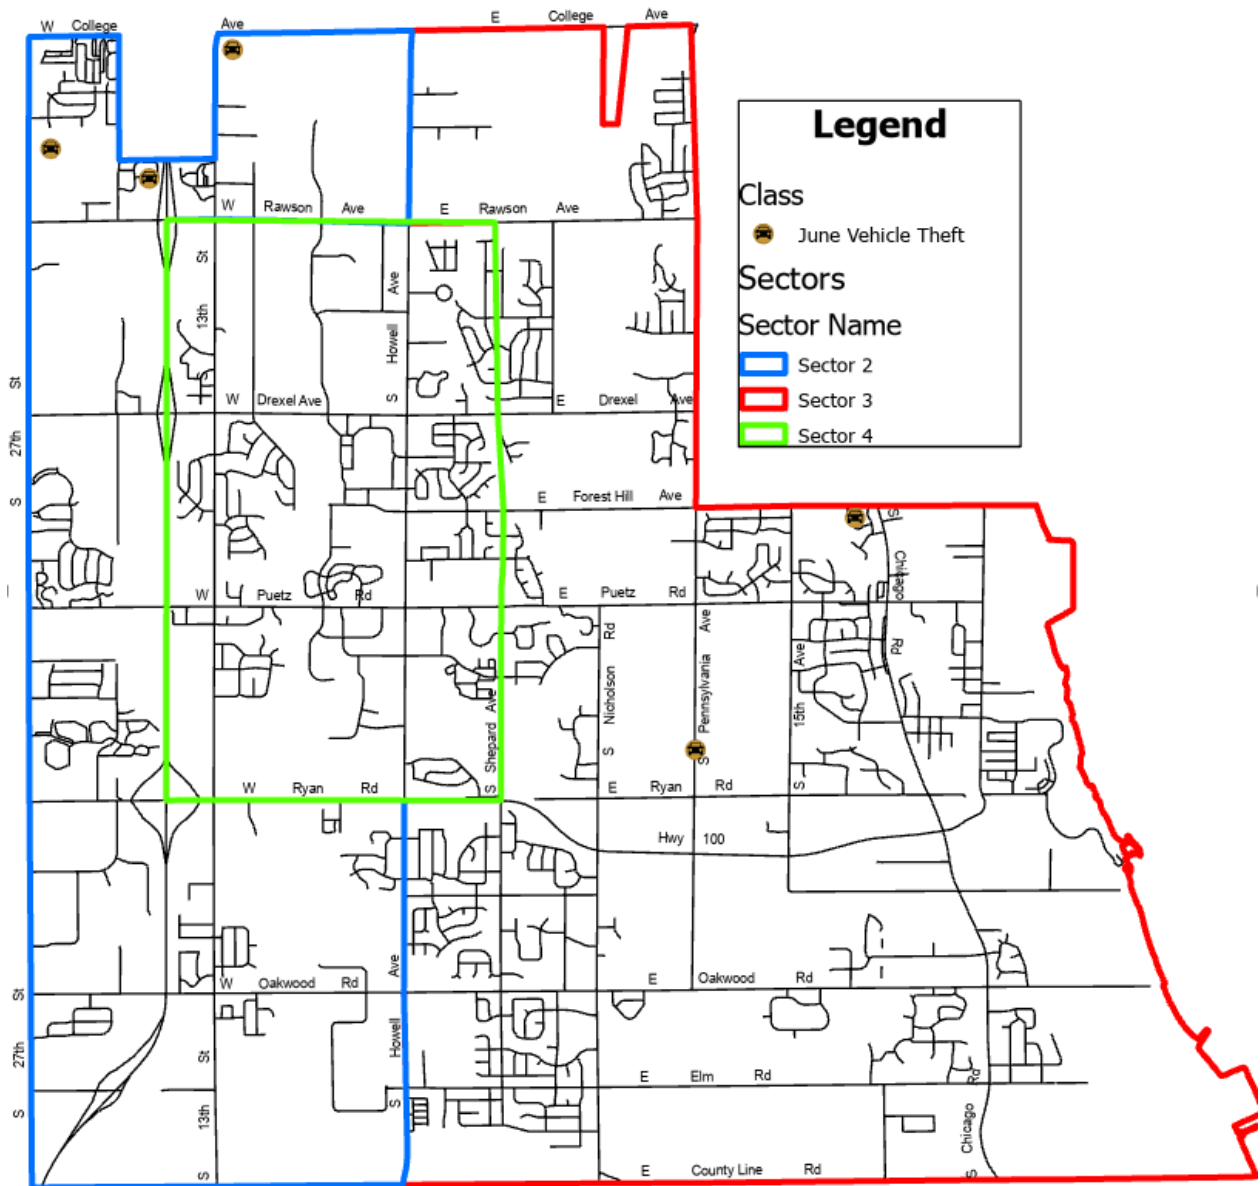 W College Ave
E College Ave
Legend
Class
June Vehicle Theft
Sectors
Sector Name
Sector 2
Sector 3
Sector 4
W Rawson Ave
E Rawson Ave
S 13th St
S Howell Ave
S 27th St
W Drexel Ave
E Drexel Ave
E Forest Hill Ave
S Chicago Rd
W Puetz Rd
E Puetz Rd
S Nicholson Rd
S Pennsylvania Ave
S 15th Ave
S Shepard Ave
W Ryan Rd
E Ryan Rd
Hwy 100
W Oakwood Rd
E Oakwood Rd
S 27th St
S 13th St
S Howell Ave
E Elm Rd
S Chicago Rd
E County Line Rd